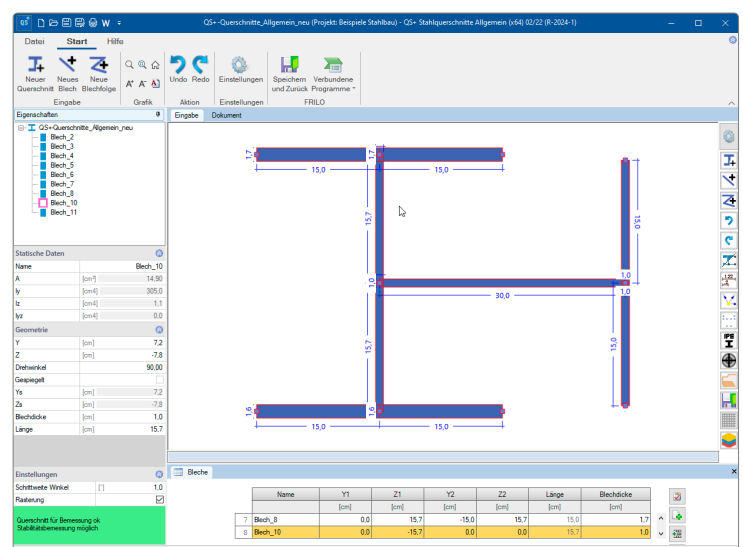 QS+-Querschnitte_Allgemein_neu (Projekt: Beispiele Stahlbau) - QS+ Stahlquerschnitte Allgemein (x64) 02/22 (R-2024-1)
Datei Start Hilfe
Neuer Querschnitt
Neues Blech
Neue Blechfolge
Undo Redo
Einstellungen
Speichern und Zurück
Verbundene Programme
Eingabe Grafik Aktion Einstellungen FRILO
Eigenschaften
Eingabe Dokument
QS+-Querschnitte_Allgemein_neu
Blech_2
Blech_3
Blech_4
Blech_5
Blech_6
Blech_7
Blech_8
Blech_10
Blech_11
Statische Daten
Name Blech_10
A [cm²] 14,90
Iy [cm4] 305,0
Iz [cm4] 1,1
Iyz [cm4] 0,0
Geometrie
Y [cm] 7,2
Z [cm] -7,8
Drehwinkel 90,00
Gespiegelt
Ys [cm] 7,2
Zs [cm] -7,8
Blechdicke [cm] 1,0
Länge [cm] 15,7
Einstellungen
Schrittweite Winkel [°] 1,0
Rasterung
Querschnitt für Bemessung ok
Stabilitätsbemessung möglich
1,7 1,7
15,0 15,0
15,7
15,0
1,0
1,0
1,0
30,0
15,7
15,0
1,6 1,6
15,0 15,0
1.22
IPE
Bleche
Name Y1 Z1 Y2 Z2 Länge Blechdicke
[cm] [cm] [cm] [cm] [cm] [cm]
7 Blech_8 0,0 15,7 -15,0 15,7 15,0 1,7
8 Blech_10 0,0 -15,7 0,0 0,0 15,7 1,0